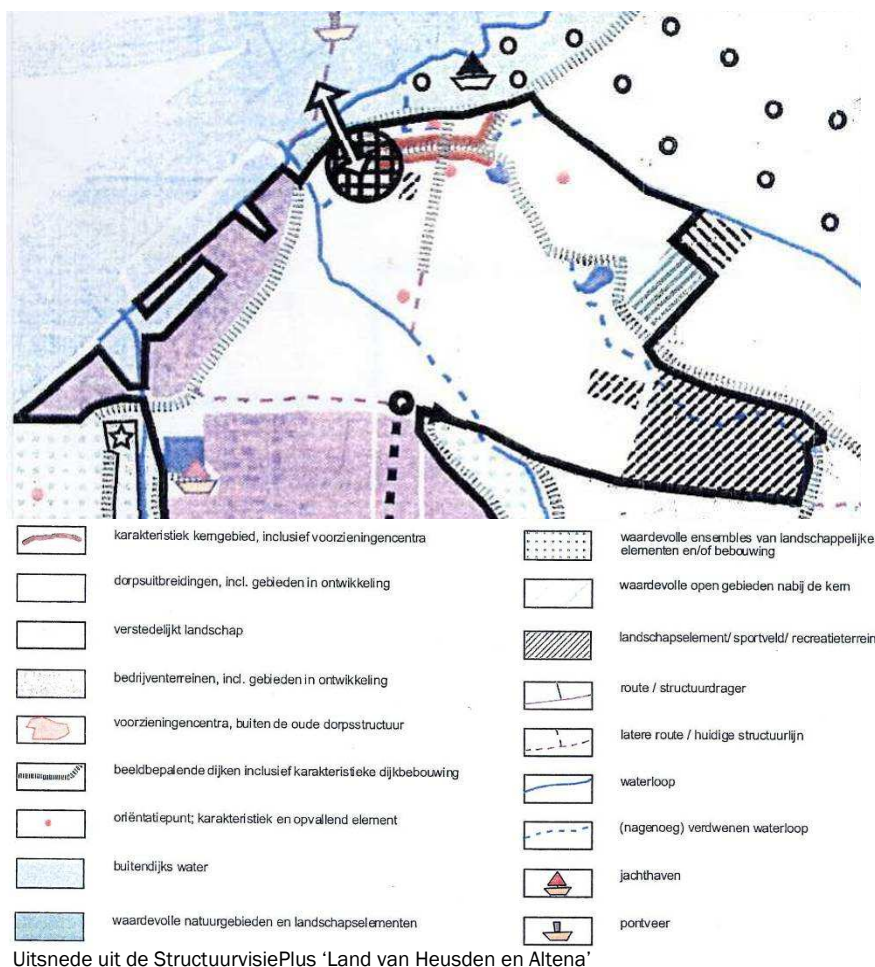 karakteristiek kerngebied, inclusief voorzieningencentra
dorpsuitbreidingen, incl. gebieden in ontwikkeling
verstedelijkt landschap
bedrijventerreinen, incl. gebieden in ontwikkeling
voorzieningencentra, buiten de oude dorpsstructuur
beeldbepalende dijken inclusief karakteristieke dijkbebouwing
oriëntatiepunt; karakteristiek en opvallend element
buitendijks water
waardevolle natuurgebieden en landschapselementen
waardevolle ensembles van landschappelijke
elementen en/of bebouwing
waardevolle open gebieden nabij de kern
landschapselement/ sportveld/ recreatieterrein
route / structuurdrager
latere route / huidige structuurlijn
waterloop
(nagenoeg) verdwenen waterloop
jachthaven
pontveer
Uitsnede uit de StructuurvisiePlus ‘Land van Heusden en Altena’